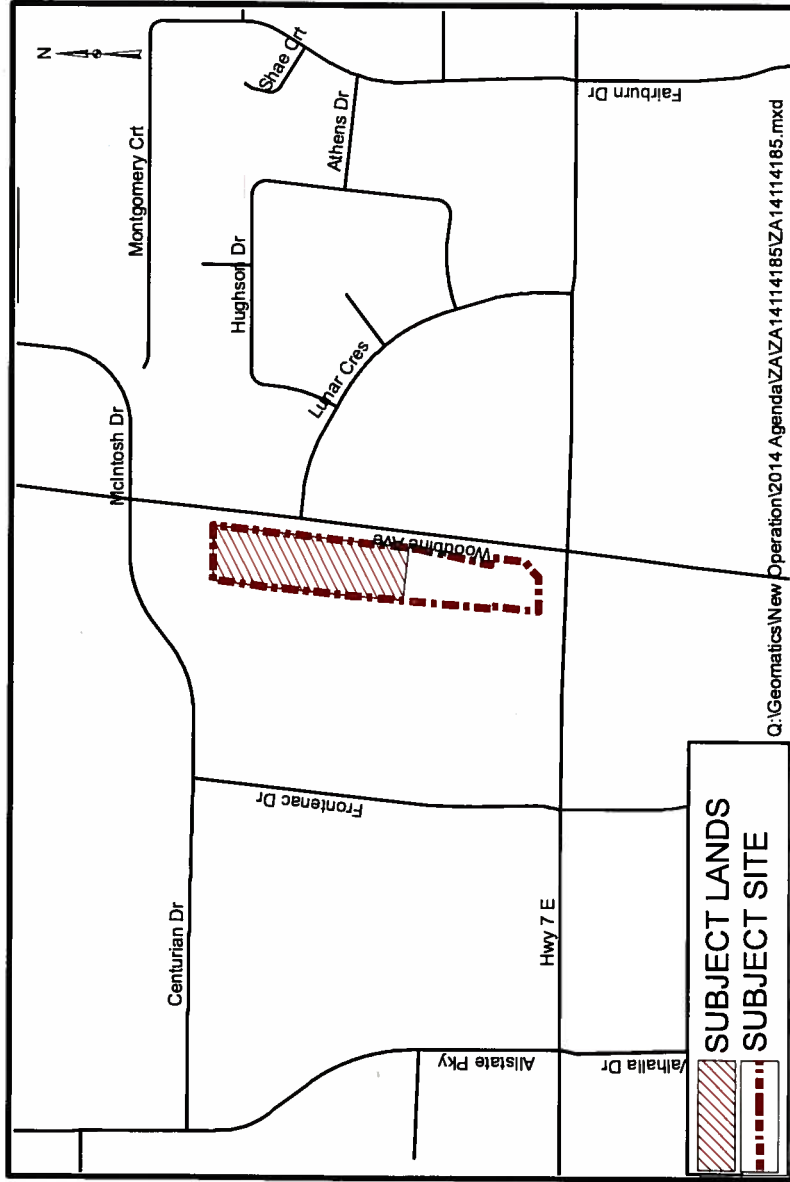 N
Montgomery Crt
Shae Crt
McIntosh Dr
Hughson Dr
Athens Dr
Lunar Cres
Fairburn Dr
Woodbine Ave
Centurian Dr
Frontenac Dr
Hwy 7 E
Allstate Pky
Valhalla Dr
SUBJECT LANDS
SUBJECT SITE
Q:\Geomatics\New Operation\2014 Agenda\ZA\ZA14114185\ZA14114185.mxd